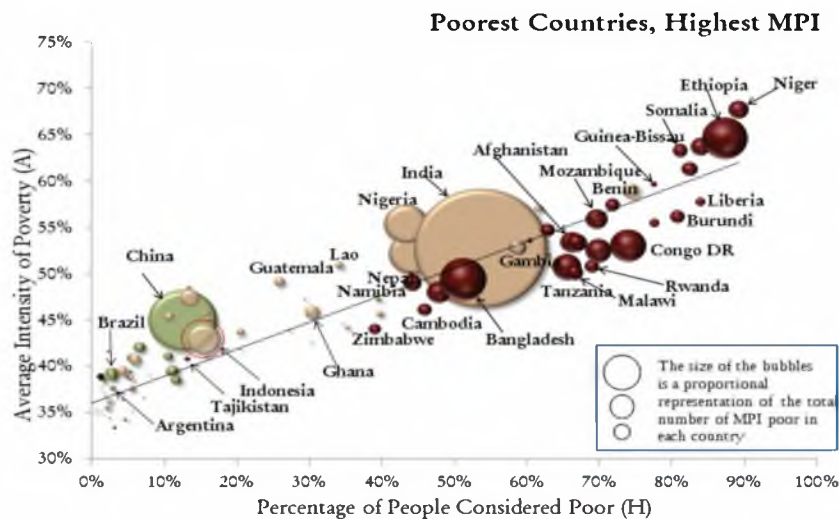 Poorest Countries, Highest MPI
75%
70%
65%
60%
55%
50%
45%
40%
35%
30%
Average Intensity of Poverty (A)
Ethiopia
Niger
Somalia
Guinea-Bissau
Afghanistan
Mozambique
India
Benin
Nigeria
Liberia
Burundi
China
Lao
Guatemala
Nepal
Gambi
Congo DR
Namibia
Tanzania
Rwanda
Malawi
Brazil
Cambodia
Zimbabwe
Bangladesh
Ghana
Indonesia
Tajikistan
Argentina
The size of the bubbles
is a proportional
representation of the total
number of MPI poor in
each country
0%
10%
20%
30%
40%
50%
60%
70%
80%
90%
100%
Percentage of People Considered Poor (H)